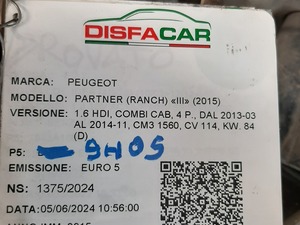 DISFACAR
MARCA: PEUGEOT
MODELLO: PARTNER (RANCH) «III» (2015)
VERSIONE: 1.6 HDI, COMBI CAB, 4 P., DAL 2013-03
AL 2014-11, CM3 1560, CV 114, KW. 84
(D)
P5: 9H05
EMISSIONE: EURO 5
NS: 1375/2024
DATA: 05/06/2024 10:56:00